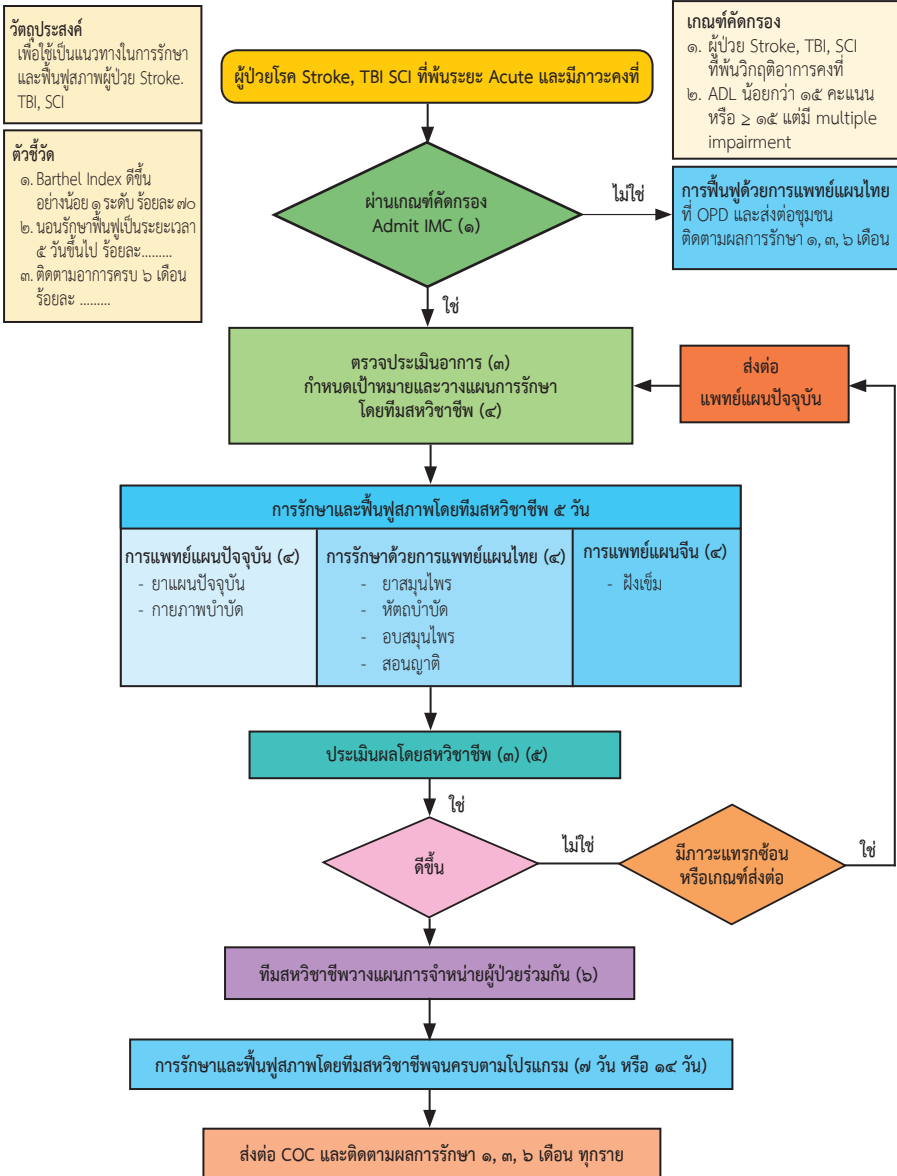 วัตถุประสงค์
เพื่อใช้เป็นแนวทางในการรักษา
และฟื้นฟูสภาพผู้ป่วย Stroke.
TBI, SCI
ตัวชี้วัด
๑. Barthel Index ดีขึ้น
อย่างน้อย ๑ ระดับ ร้อยละ ๗๐
๒. นอนรักษาฟื้นฟูเป็นระยะเวลา
๕ วันขึ้นไป ร้อยละ.........
๓. ติดตามอาการครบ ๖ เดือน
ร้อยละ .........
ผู้ป่วยโรค Stroke, TBI SCI ที่พ้นระยะ Acute และมีภาวะคงที่
เกณฑ์คัดกรอง
๑. ผู้ป่วย Stroke, TBI, SCI
ที่พ้นวิกฤติอาการคงที่
๒. ADL น้อยกว่า ๑๕ คะแนน
หรือ ≥ ๑๕ แต่มี multiple
impairment
ผ่านเกณฑ์คัดกรอง
Admit IMC (๑)
ไม่ใช่
การฟื้นฟูด้วยการแพทย์แผนไทย
ที่ OPD และส่งต่อชุมชน
ติดตามผลการรักษา ๑, ๓, ๖ เดือน
ใช่
ตรวจประเมินอาการ (๓)
กำหนดเป้าหมายและวางแผนการรักษา
โดยทีมสหวิชาชีพ (๔)
ส่งต่อ
แพทย์แผนปัจจุบัน
การรักษาและฟื้นฟูสภาพโดยทีมสหวิชาชีพ ๕ วัน
การแพทย์แผนปัจจุบัน (๔)
- ยาแผนปัจจุบัน
- กายภาพบำบัด
การรักษาด้วยการแพทย์แผนไทย (๔)
- ยาสมุนไพร
- หัตถบำบัด
- อบสมุนไพร
- สอนญาติ
การแพทย์แผนจีน (๔)
- ฝังเข็ม
ประเมินผลโดยสหวิชาชีพ (๓) (๕)
ใช่
ดีขึ้น
ไม่ใช่
มีภาวะแทรกซ้อน
หรือเกณฑ์ส่งต่อ
ใช่
ทีมสหวิชาชีพวางแผนการจำหน่ายผู้ป่วยร่วมกัน (๖)
การรักษาและฟื้นฟูสภาพโดยทีมสหวิชาชีพจนครบตามโปรแกรม (๗ วัน หรือ ๑๔ วัน)
ส่งต่อ COC และติดตามผลการรักษา ๑, ๓, ๖ เดือน ทุกราย